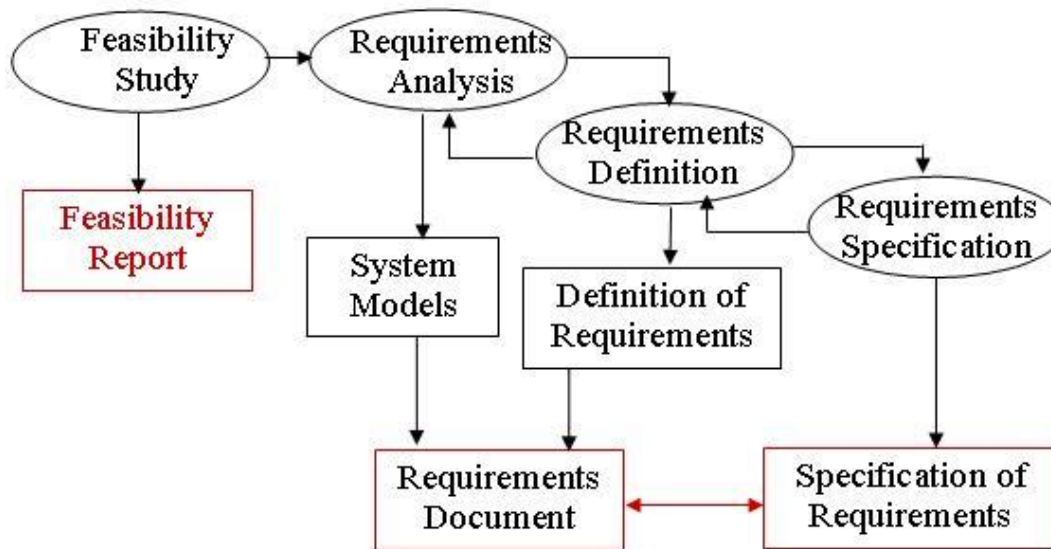 Feasibility
Study
Requirements
Analysis
Requirements
Definition
Requirements
Specification
Feasibility
Report
System
Models
Definition of
Requirements
Requirements
Document
Specification of
Requirements